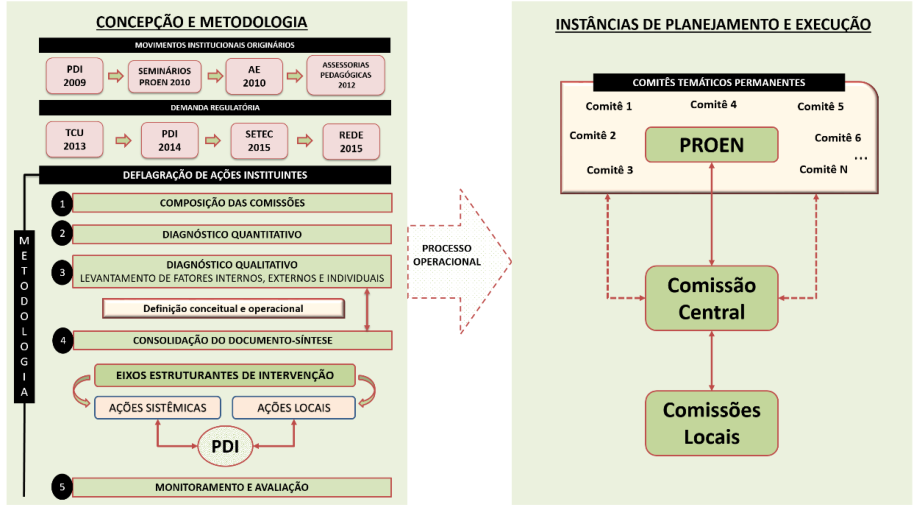 CONCEPÇÃO E METODOLOGIA
MOVIMENTOS INSTITUCIONAIS ORIGINÁRIOS
PDI
2009
SEMINÁRIOS
PROEN 2010
AE
2010
ASSESSORIAS
PEDAGÓGICAS
2012
DEMANDA REGULATÓRIA
TCU
2013
PDI
2014
SETEC
2015
REDE
2015
DEFLAGRAÇÃO DE AÇÕES INSTITUINTES
METODOLOGIA
1
COMPOSIÇÃO DAS COMISSÕES
2
DIAGNÓSTICO QUANTITATIVO
3
DIAGNÓSTICO QUALITATIVO
LEVANTAMENTO DE FATORES INTERNOS, EXTERNOS E INDIVIDUAIS
Definição conceitual e operacional
4
CONSOLIDAÇÃO DO DOCUMENTO-SÍNTESE
EIXOS ESTRUTURANTES DE INTERVENÇÃO
AÇÕES SISTÊMICAS
AÇÕES LOCAIS
PDI
5
MONITORAMENTO E AVALIAÇÃO
PROCESSO
OPERACIONAL
INSTÂNCIAS DE PLANEJAMENTO E EXECUÇÃO
COMITÊS TEMÁTICOS PERMANENTES
Comitê 1
Comitê 4
Comitê 5
Comitê 2
PROEN
Comitê 6
...
Comitê 3
Comitê N
Comissão
Central
Comissões
Locais